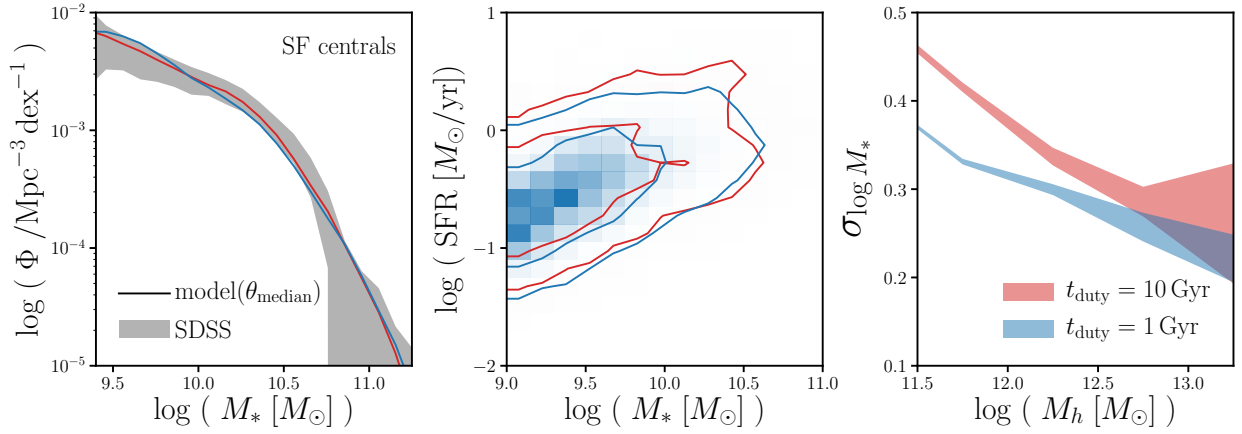 log ( Φ /Mpc⁻³ dex⁻¹ )
10⁻²
10⁻³
10⁻⁴
10⁻⁵
SF centrals
model(θ_median)
SDSS
9.5 10.0 10.5 11.0
log ( M_* [M_⊙] )
log ( SFR [M_⊙/yr] )
1
0
−1
−2
9.0 9.5 10.0 10.5 11.0
log ( M_* [M_⊙] )
σ_log M_*
0.5
0.4
0.3
0.2
0.1
t_duty = 10 Gyr
t_duty = 1 Gyr
11.5 12.0 12.5 13.0
log ( M_h [M_⊙] )